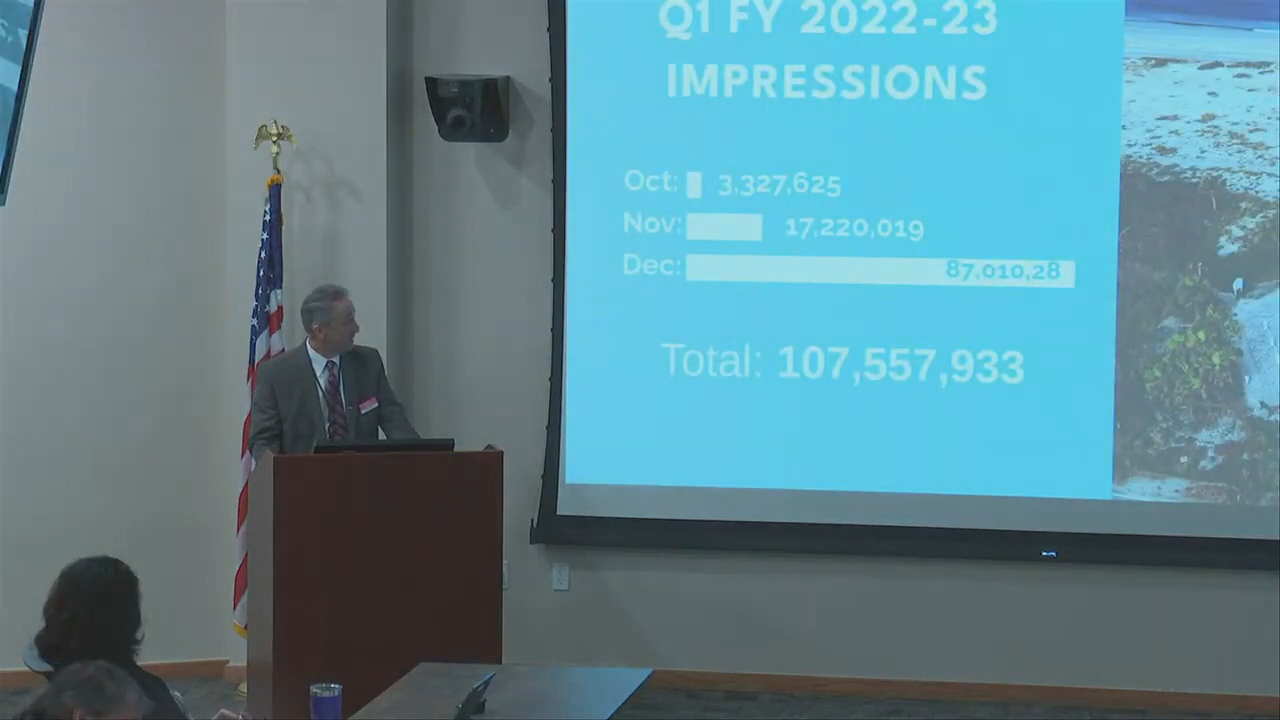 Q1 FY 2022-23
IMPRESSIONS
Oct: 3,327,625
Nov: 17,220,019
Dec: 87,010,28
Total: 107,557,933